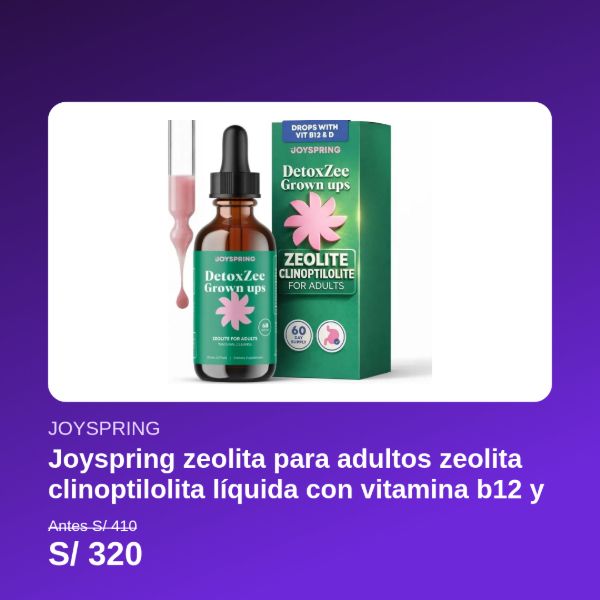 DROPS WITH
VIT B12 & D
JOYSPRING
DetoxZee
Grown ups
ZEOLITE
CLINOPTILOLITE
FOR ADULTS
60
DAY
SUPPLY
JOYSPRING
DetoxZee
Grown ups
ZEOLITE FOR ADULTS
JOYSPRING
Joyspring zeolita para adultos zeolita
clinoptilolita líquida con vitamina b12 y
Antes S/ 410
S/ 320